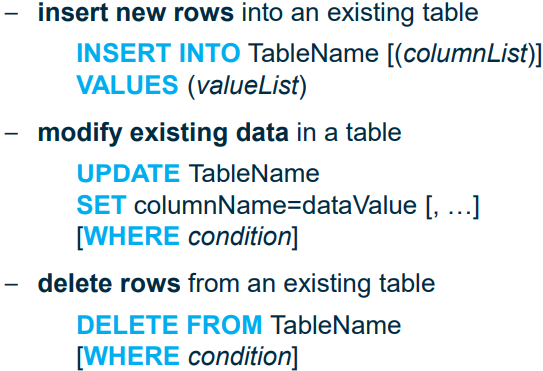 – insert new rows into an existing table
INSERT INTO TableName [(columnList)]
VALUES (valueList)
– modify existing data in a table
UPDATE TableName
SET columnName=dataValue [, …]
[WHERE condition]
– delete rows from an existing table
DELETE FROM TableName
[WHERE condition]